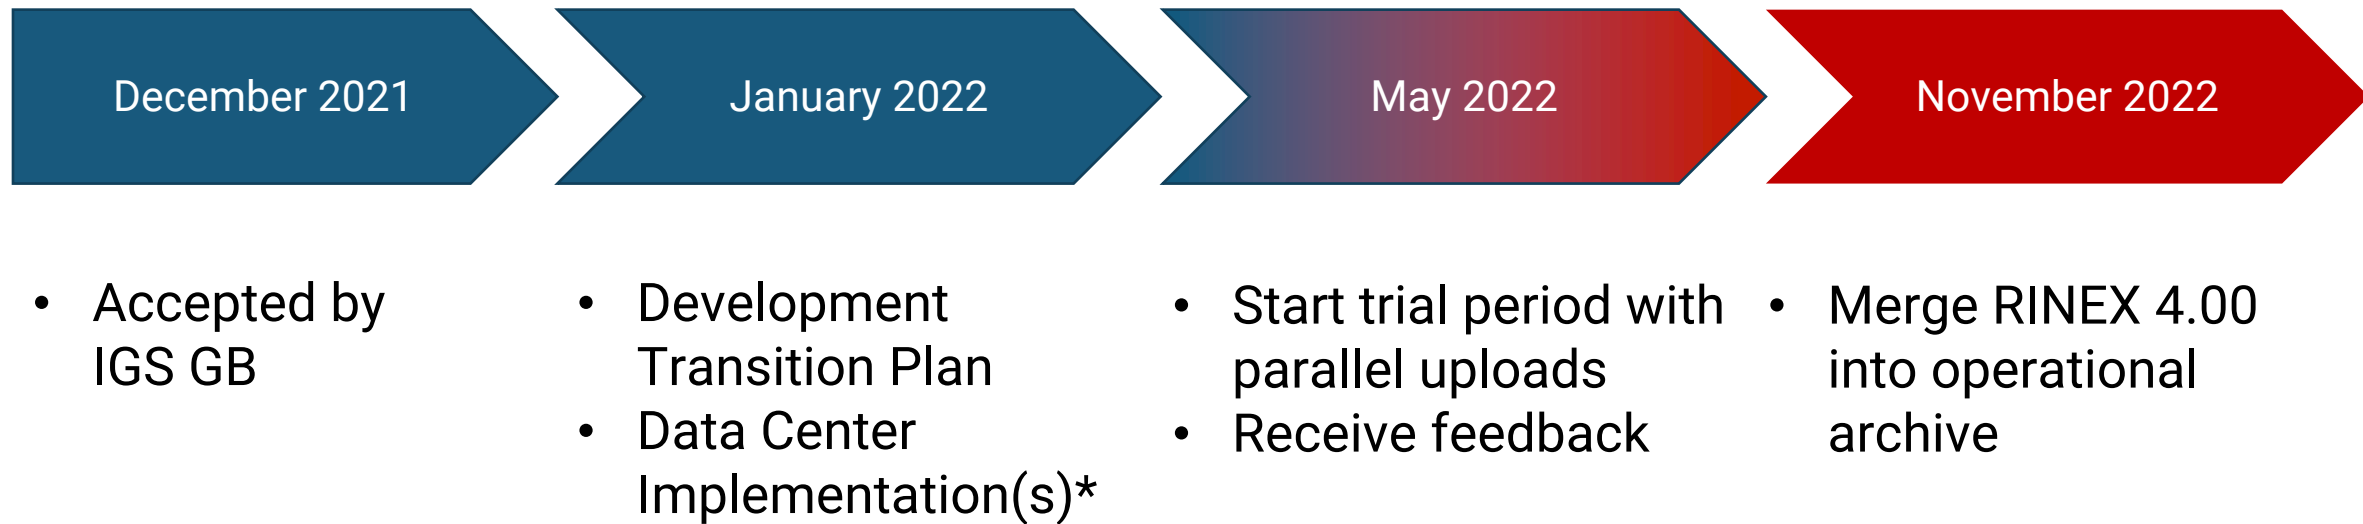 December 2021
January 2022
May 2022
November 2022
• Accepted by
IGS GB
• Development
Transition Plan
• Data Center
Implementation(s)*
• Start trial period with
parallel uploads
• Receive feedback
• Merge RINEX 4.00
into operational
archive